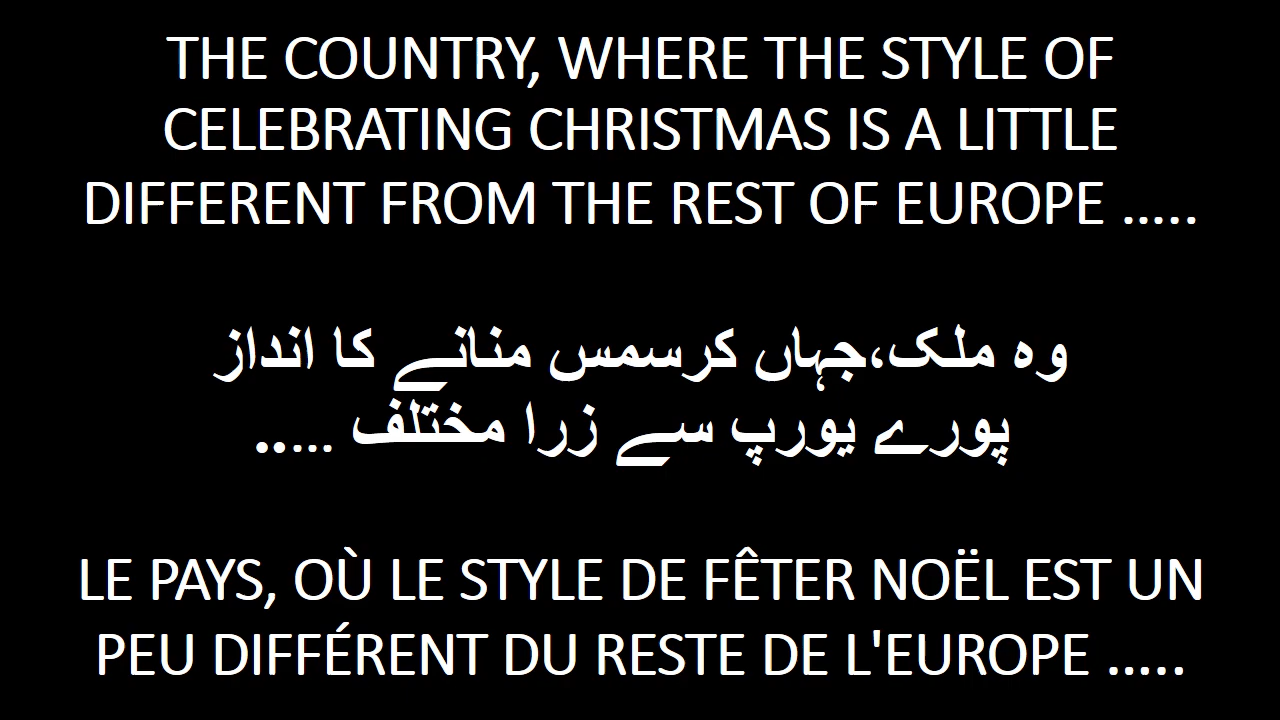 THE COUNTRY, WHERE THE STYLE OF
CELEBRATING CHRISTMAS IS A LITTLE
DIFFERENT FROM THE REST OF EUROPE .....
وہ ملک،جہاں کرسمس منانے کا انداز
پورے یورپ سے زرا مختلف .....
LE PAYS, OÙ LE STYLE DE FÊTER NOËL EST UN
PEU DIFFÉRENT DU RESTE DE L'EUROPE .....